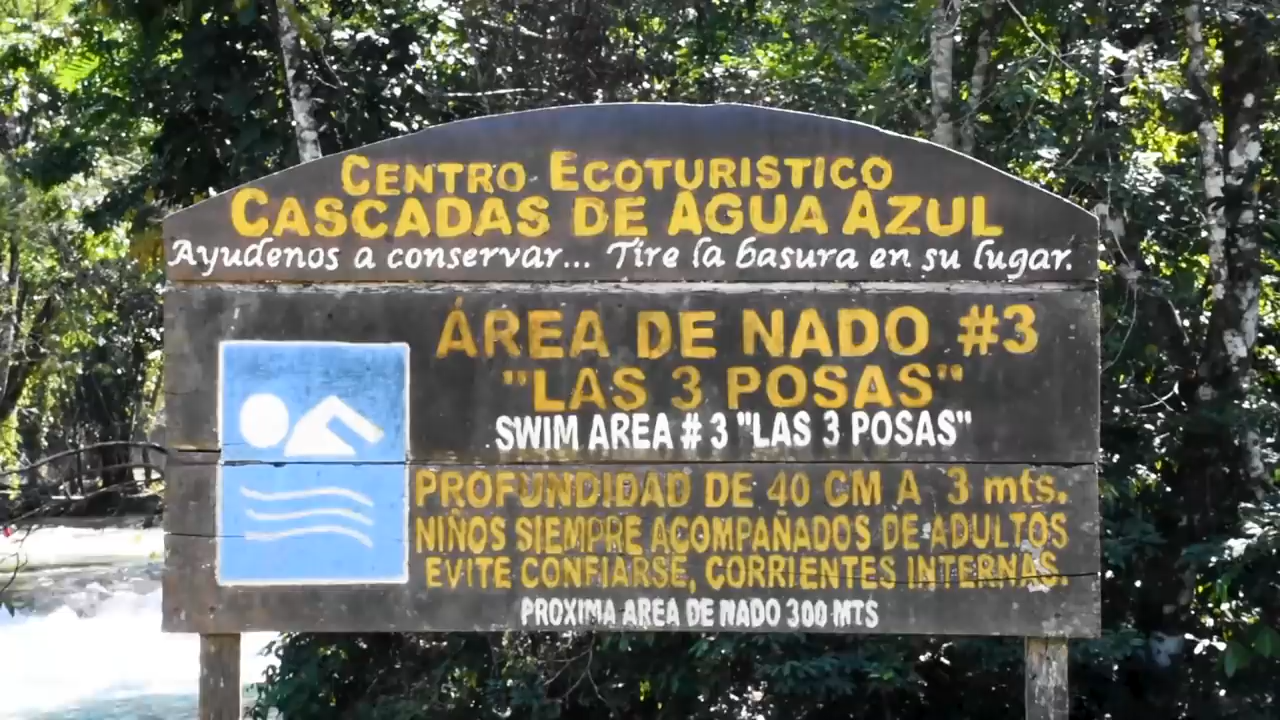 CENTRO ECOTURISTICO
CASCADAS DE AGUA AZUL
Ayudenos a conservar... Tire la basura en su lugar.
ÁREA DE NADO #3
"LAS 3 POSAS"
SWIM AREA # 3 "LAS 3 POSAS"
PROFUNDIDAD DE 40 CM A 3 mts.
NIÑOS SIEMPRE ACOMPAÑADOS DE ADULTOS
EVITE CONFIARSE, CORRIENTES INTERNAS.
PROXIMA AREA DE NADO 300 MTS